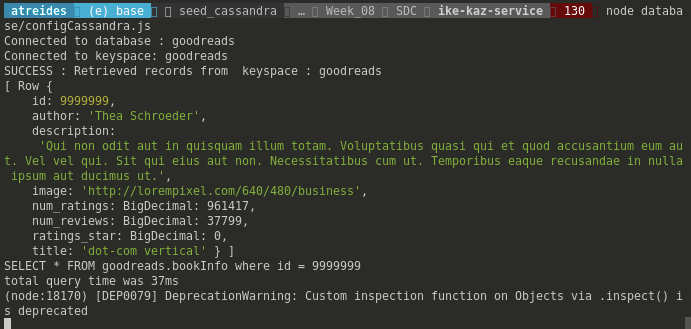 atreides (e) base seed_cassandra … Week_08 SDC ike-kaz-service 130 node databa
se/configCassandra.js
Connected to database : goodreads
Connected to keyspace: goodreads
SUCCESS : Retrieved records from  keyspace : goodreads
[ Row {
    id: 9999999,
    author: 'Thea Schroeder',
    description:
     'Qui non odit aut in quisquam illum totam. Voluptatibus quasi qui et quod accusantium eum au
t. Vel vel qui. Sit qui eius aut non. Necessitatibus cum ut. Temporibus eaque recusandae in nulla
 ipsum aut ducimus ut.',
    image: 'http://lorempixel.com/640/480/business',
    num_ratings: BigDecimal: 961417,
    num_reviews: BigDecimal: 37799,
    ratings_star: BigDecimal: 0,
    title: 'dot-com vertical' } ]
SELECT * FROM goodreads.bookInfo where id = 9999999
total query time was 37ms
(node:18170) [DEP0079] DeprecationWarning: Custom inspection function on Objects via .inspect() i
s deprecated